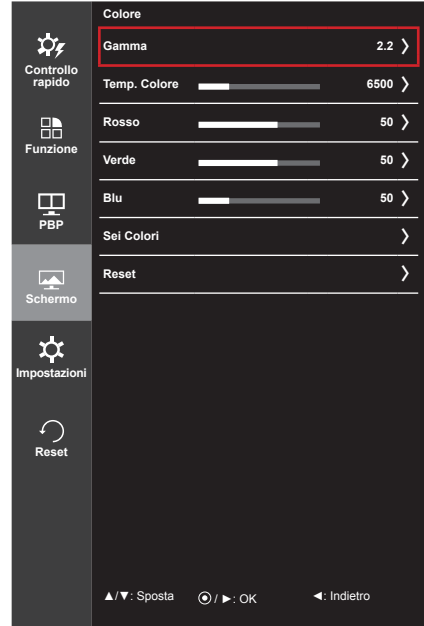 Controllo
rapido
Funzione
PBP
Schermo
Impostazioni
Reset
Colore
Gamma 2.2
Temp. Colore 6500
Rosso 50
Verde 50
Blu 50
Sei Colori
Reset
▲/▼: Sposta ⦿ / ►: OK ◄: Indietro